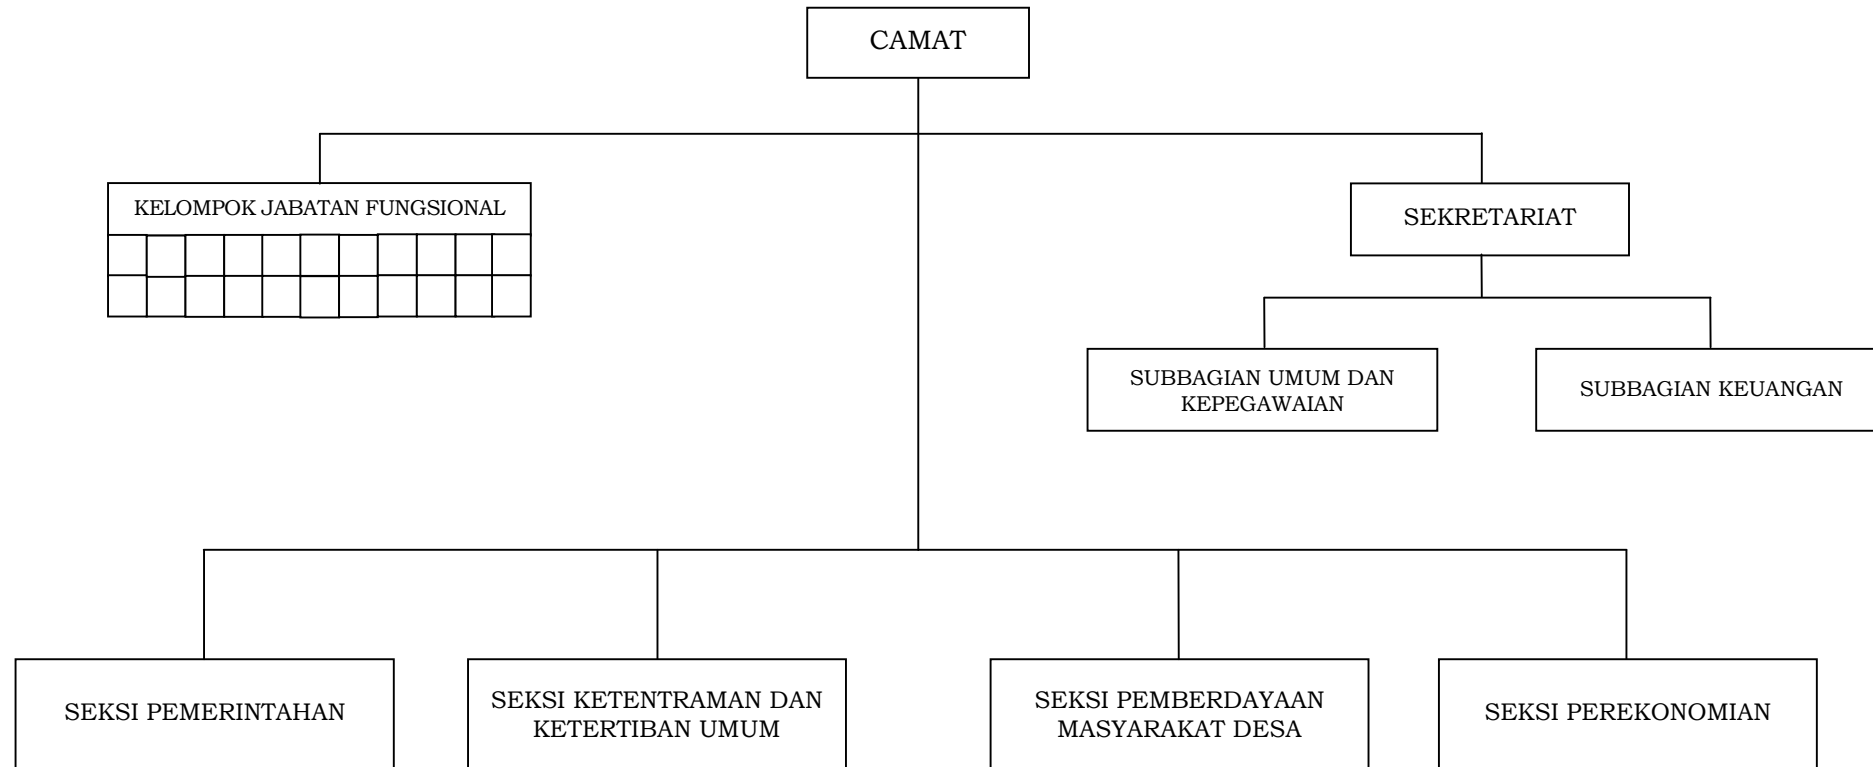 CAMAT
KELOMPOK JABATAN FUNGSIONAL
SEKRETARIAT
SUBBAGIAN UMUM DAN
KEPEGAWAIAN
SUBBAGIAN KEUANGAN
SEKSI PEMERINTAHAN
SEKSI KETENTRAMAN DAN
KETERTIBAN UMUM
SEKSI PEMBERDAYAAN
MASYARAKAT DESA
SEKSI PEREKONOMIAN